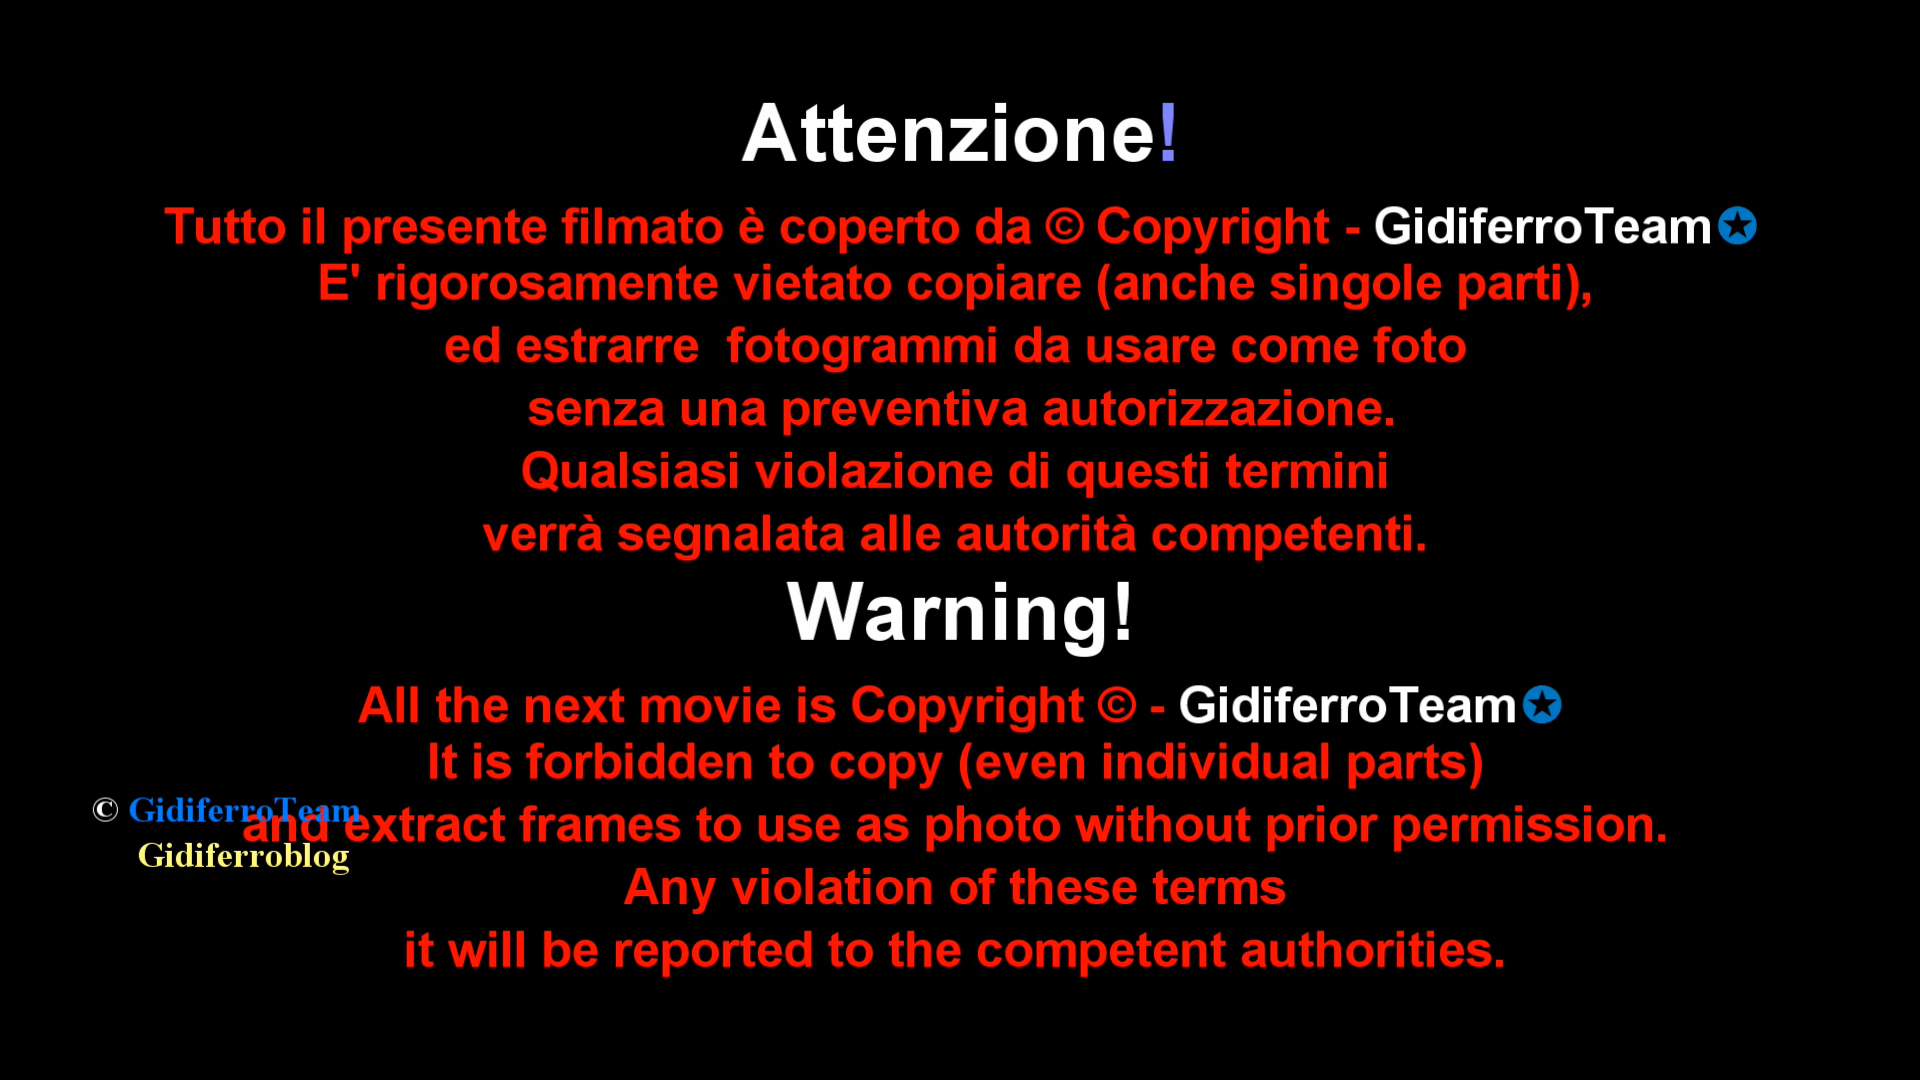 Attenzione!
Tutto il presente filmato è coperto da © Copyright - GidiferroTeam✪
E' rigorosamente vietato copiare (anche singole parti),
ed estrarre  fotogrammi da usare come foto
senza una preventiva autorizzazione.
Qualsiasi violazione di questi termini
verrà segnalata alle autorità competenti.
Warning!
All the next movie is Copyright © - GidiferroTeam✪
It is forbidden to copy (even individual parts)
and extract frames to use as photo without prior permission.
Any violation of these terms
it will be reported to the competent authorities.
© GidiferroTeam
Gidiferroblog